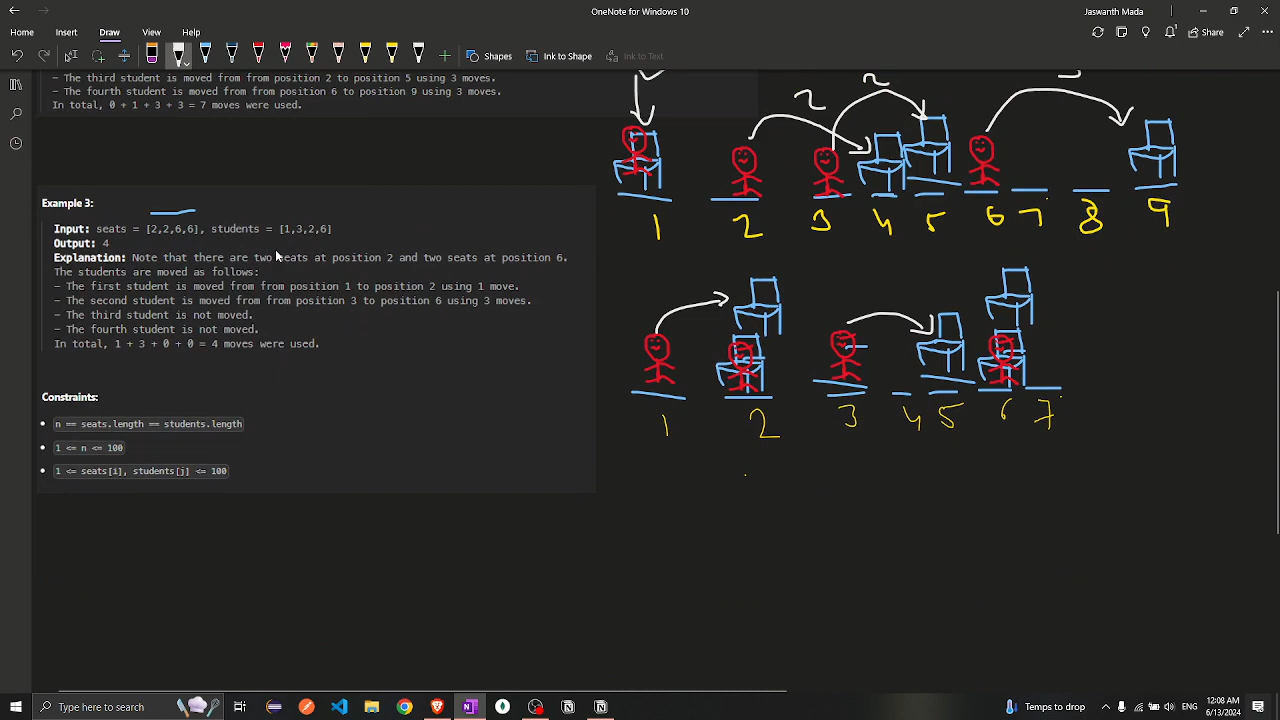 OneNote for Windows 10
Jaswanth Mada
Home Insert Draw View Help
Shapes Ink to Shape Ink to Text Share
– The third student is moved from from position 2 to position 5 using 3 moves.
– The fourth student is moved from from position 6 to position 9 using 3 moves.
In total, 0 + 1 + 3 + 3 = 7 moves were used.
2 2 3
1 2 3 4 5 6 7 8 9
Example 3:
Input: seats = [2,2,6,6], students = [1,3,2,6]
Output: 4
Explanation: Note that there are two seats at position 2 and two seats at position 6.
The students are moved as follows:
– The first student is moved from from position 1 to position 2 using 1 move.
– The second student is moved from from position 3 to position 6 using 3 moves.
– The third student is not moved.
– The fourth student is not moved.
In total, 1 + 3 + 0 + 0 = 4 moves were used.
1 2 3 4 5 6 7
Constraints:
n == seats.length == students.length
1 <= n <= 100
1 <= seats[i], students[j] <= 100
Type here to search
Temps to drop
ENG
12:08 AM
6/13/2024